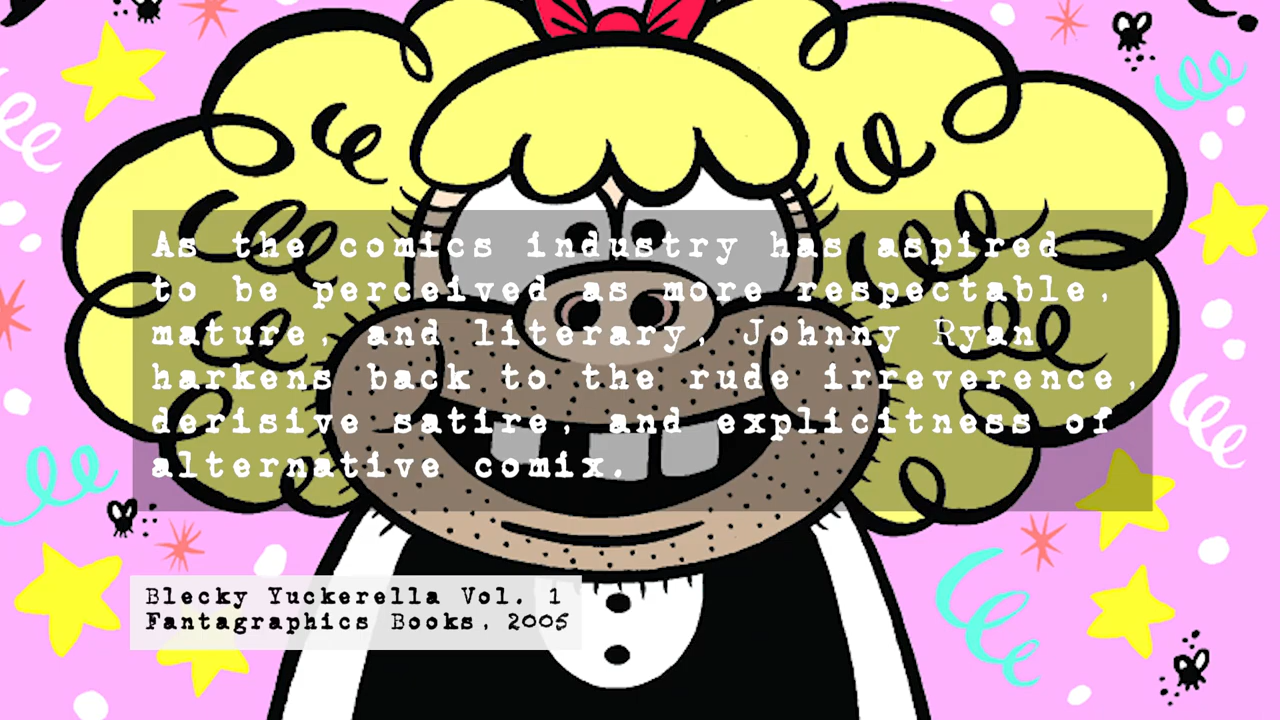 As the comics industry has aspired
to be perceived as more respectable,
mature, and literary, Johnny Ryan
harkens back to the rude irreverence,
derisive satire, and explicitness of
alternative comix.
Blecky Yuckerella Vol. 1
Fantagraphics Books, 2005